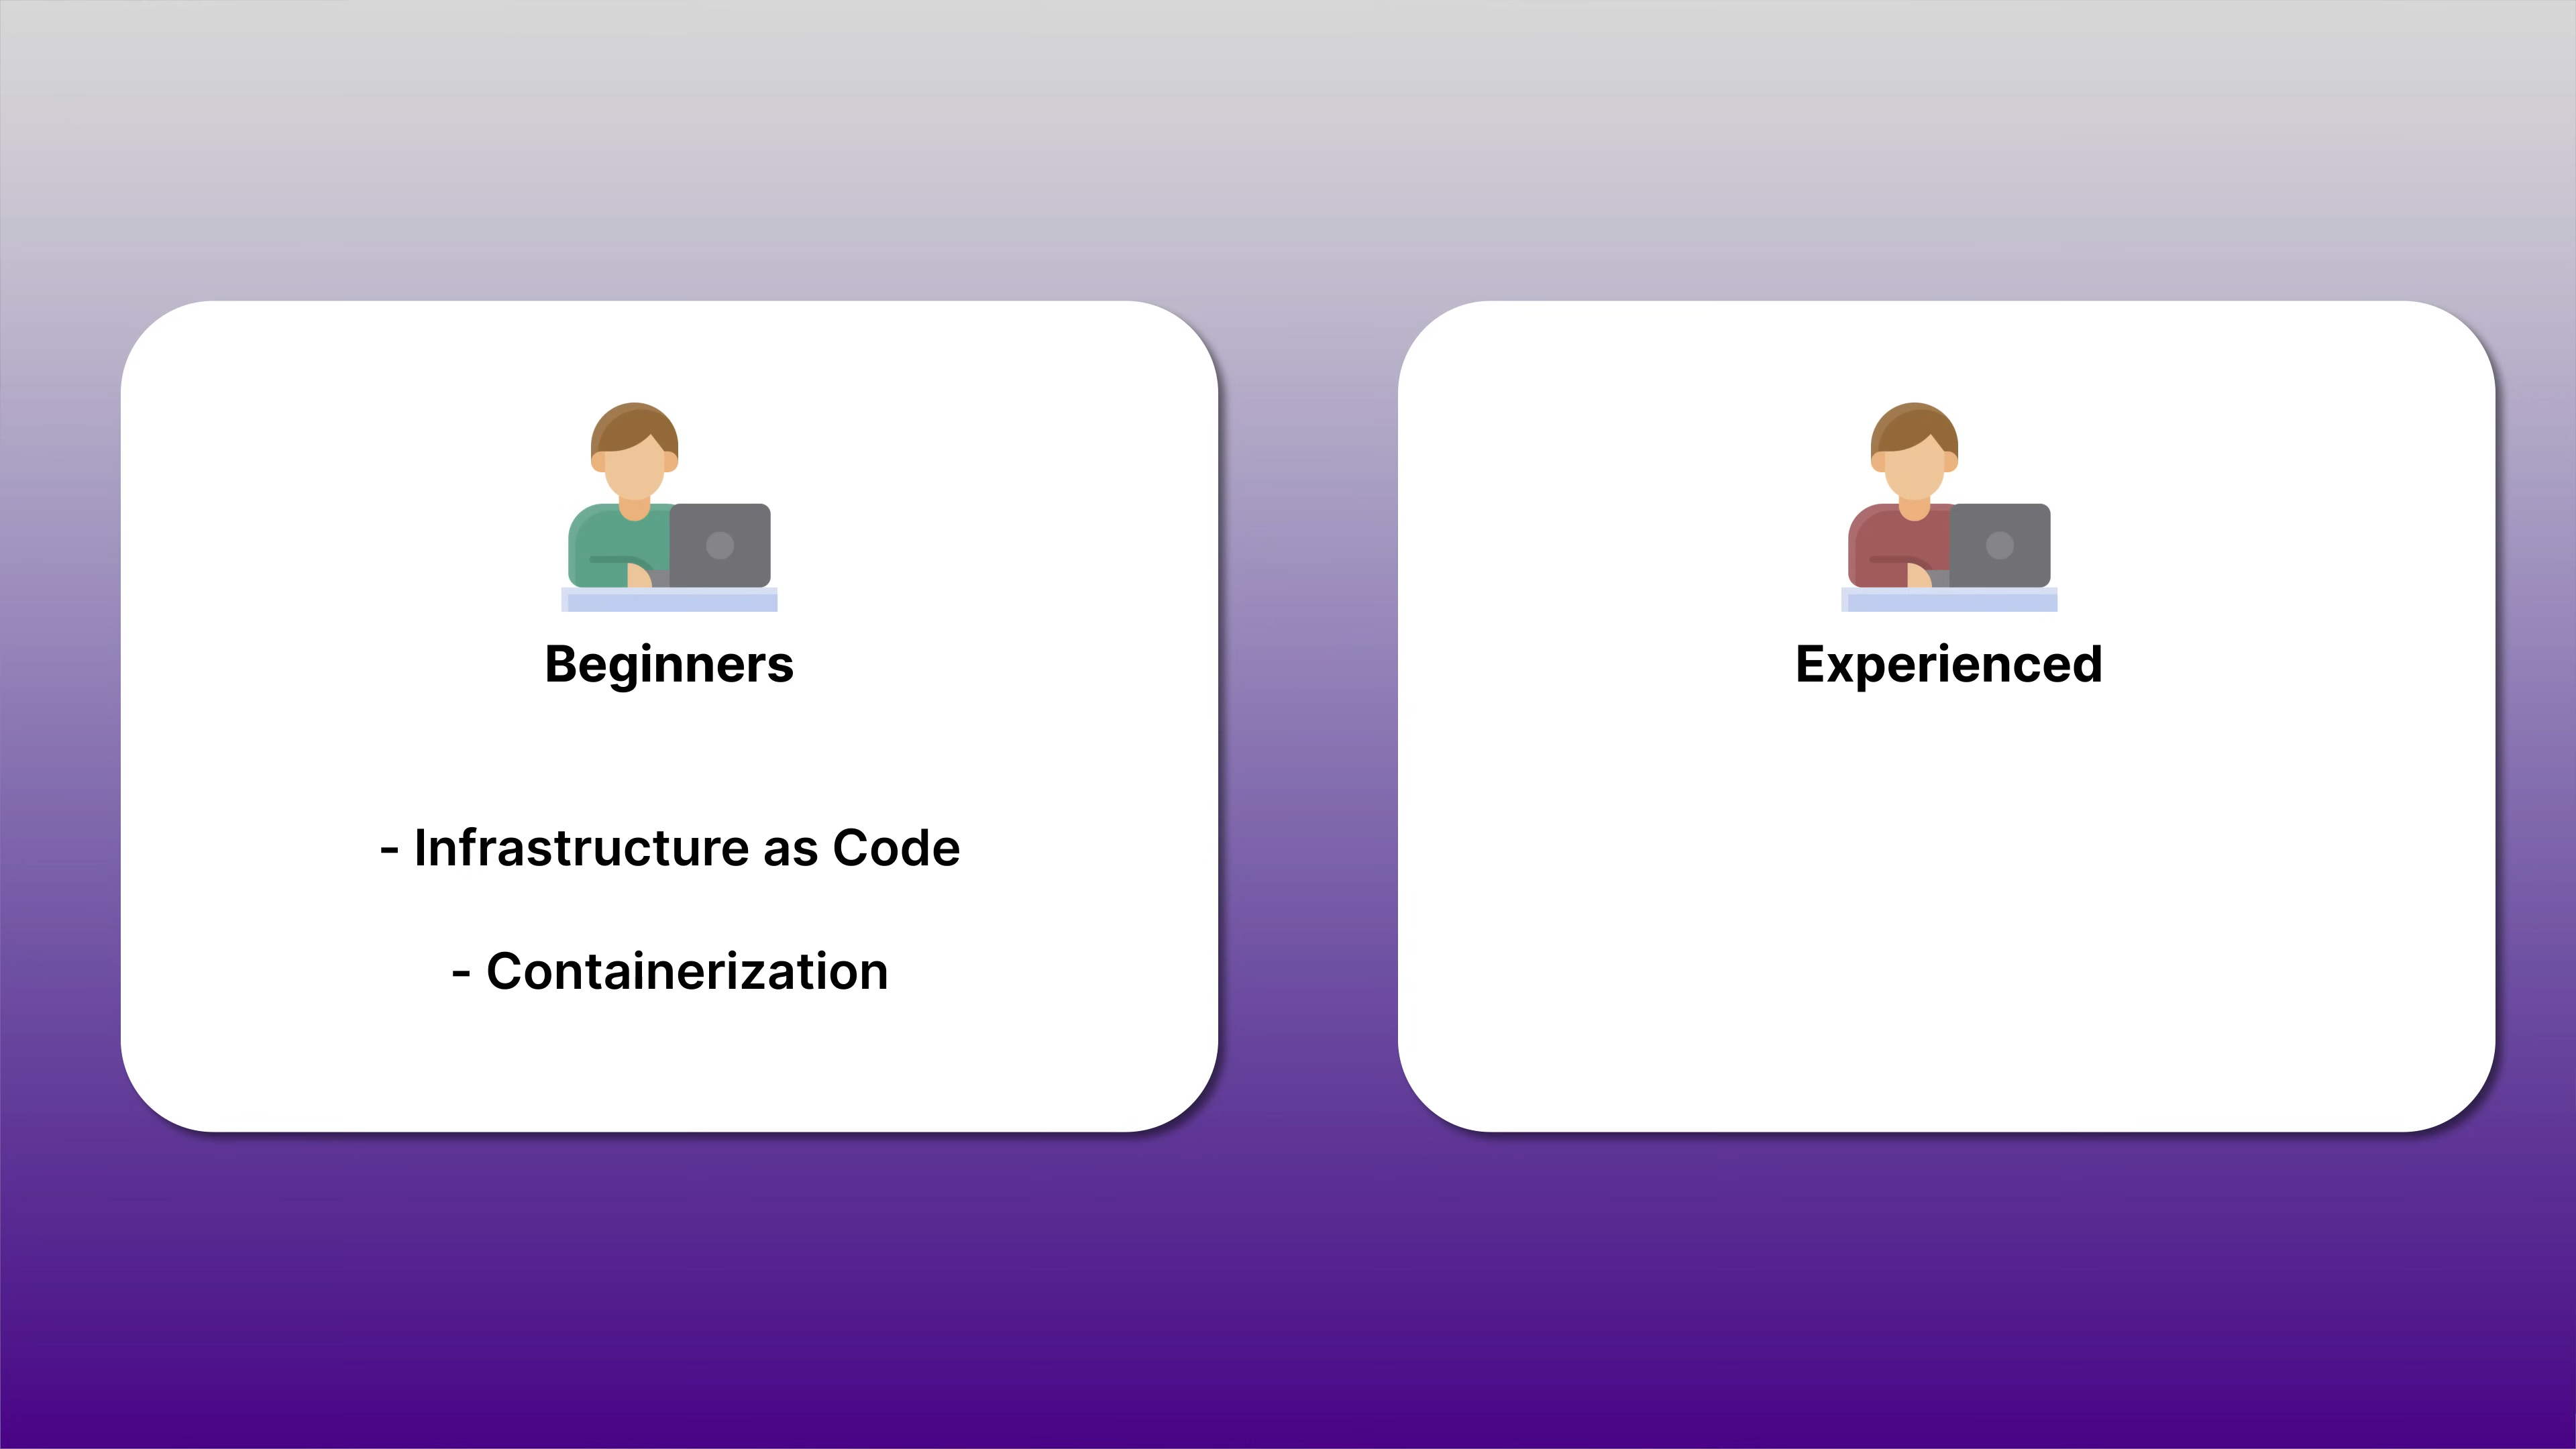 Beginners
- Infrastructure as Code
- Containerization
Experienced